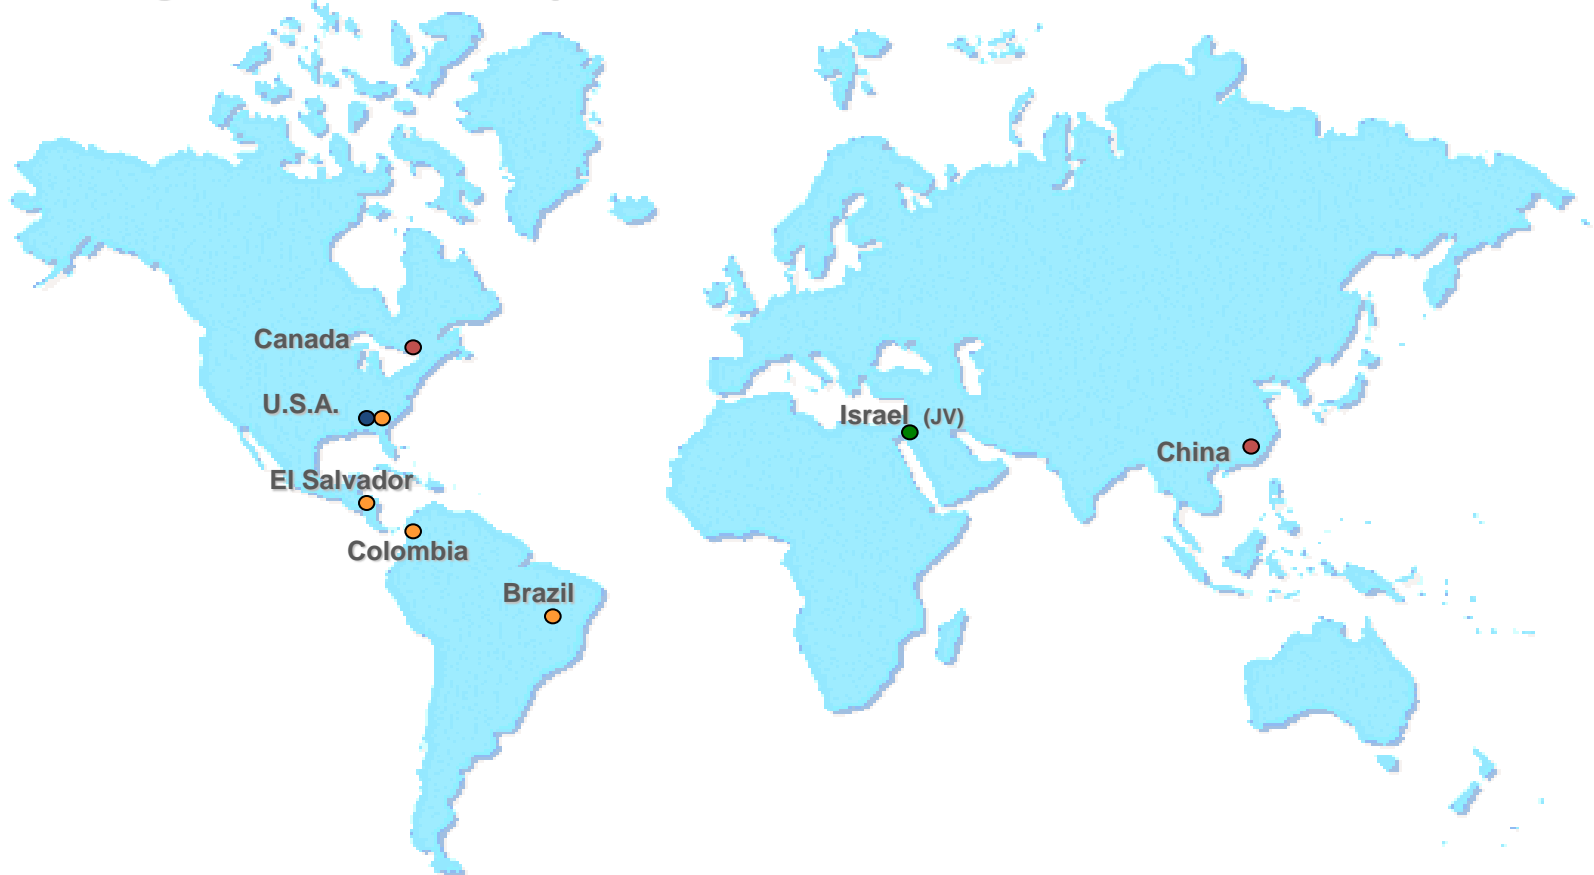 Canada
U.S.A.
Israel (JV)
China
El Salvador
Colombia
Brazil